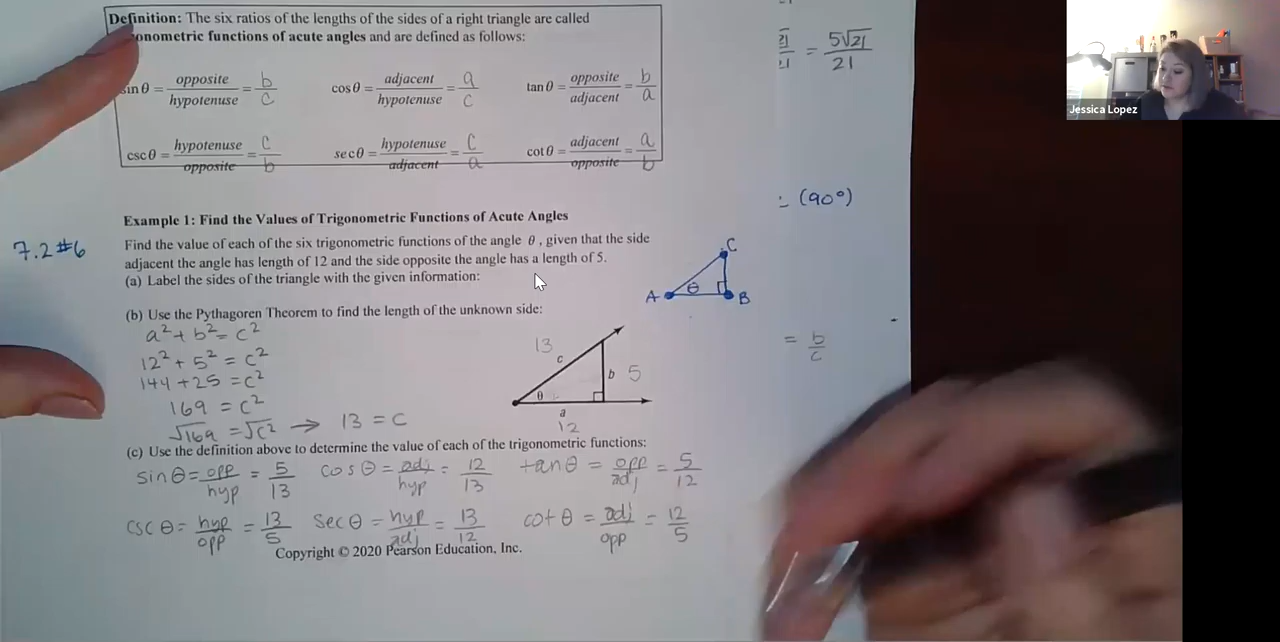 Definition: The six ratios of the lengths of the sides of a right triangle are called
onometric functions of acute angles and are defined as follows:
sin θ = opposite/hypotenuse = b/c cos θ = adjacent/hypotenuse = a/c tan θ = opposite/adjacent = b/a
csc θ = hypotenuse/opposite = c/b sec θ = hypotenuse/adjacent = c/a cot θ = adjacent/opposite = a/b
= 5√21/21
Jessica Lopez
= (90°)
Example 1: Find the Values of Trigonometric Functions of Acute Angles
7.2 #6
Find the value of each of the six trigonometric functions of the angle θ, given that the side
adjacent the angle has length of 12 and the side opposite the angle has a length of 5.
(a) Label the sides of the triangle with the given information:
A θ B C
(b) Use the Pythagoren Theorem to find the length of the unknown side:
a² + b² = c²
12² + 5² = c²
144 + 25 = c²
169 = c²
√169 = √c² → 13 = c
13 c
b 5
θ
a
12
= b/c
(c) Use the definition above to determine the value of each of the trigonometric functions:
sin θ = opp/hyp = 5/13 cos θ = adj/hyp = 12/13 tan θ = opp/adj = 5/12
csc θ = hyp/opp = 13/5 sec θ = hyp/adj = 13/12 cot θ = adj/opp = 12/5
Copyright © 2020 Pearson Education, Inc.